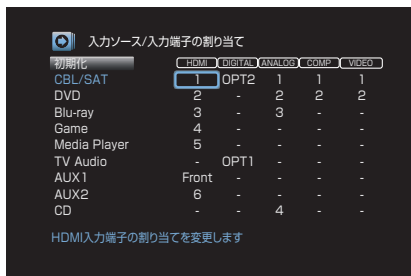 入力ソース/入力端子の割り当て
初期化 HDMI DIGITAL ANALOG COMP VIDEO
CBL/SAT 1 OPT2 1 1 1
DVD 2 - 2 2 2
Blu-ray 3 - 3 - -
Game 4 - - - -
Media Player 5 - - - -
TV Audio - OPT1 - - -
AUX1 Front - - - -
AUX2 6 - - - -
CD - - 4 - -
HDMI入力端子の割り当てを変更します